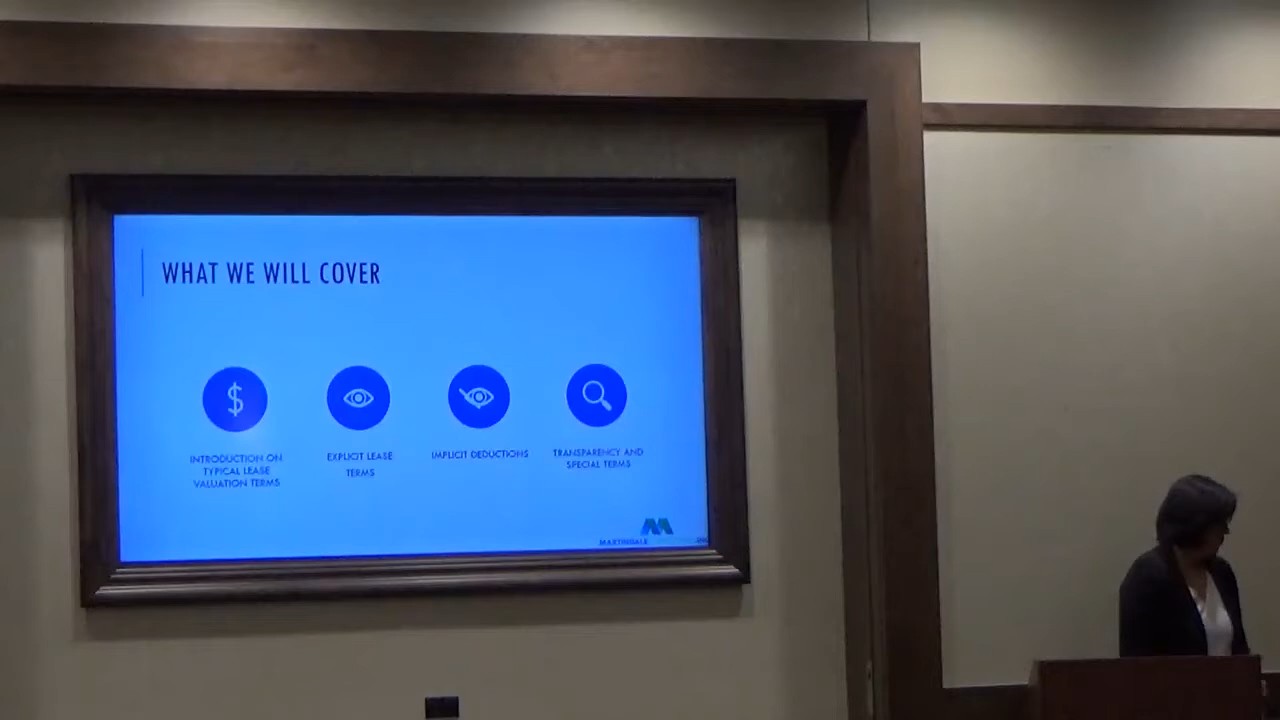 WHAT WE WILL COVER
INTRODUCTION ON
TYPICAL LEASE
VALUATION TERMS
EXPLICIT LEASE
TERMS
IMPLICIT DEDUCTIONS
TRANSPARENCY AND
SPECIAL TERMS
MARTINDALE